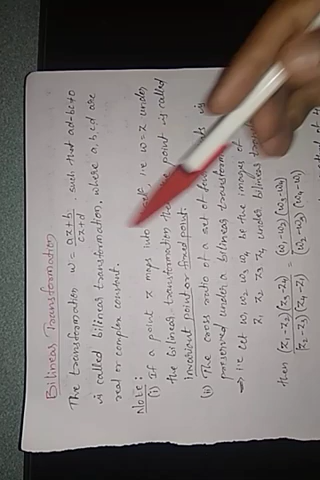 Bilinear Transformation
The transformation w = (az+b)/(cz+d), such that ad-bc≠0
is called bilinear transformation, where a, b, c, d are
real or complex constant.
Note:
(i) If a point z maps into itself, i.e w = z under
the bilinear transformation then the point is called
invariant point or fixed point.
(ii) The cross ratio of a set of four points is
preserved under a bilinear transform
→ i.e let w₁ w₂ w₃ w₄ be the images of
z₁ z₂ z₃ z₄ under bilinear tran
then (z₁-z₂)(z₃-z₄)/(z₂-z₃)(z₄-z₁) = (w₁-w₂)(w₃-w₄)/(w₂-w₃)(w₄-w₁)